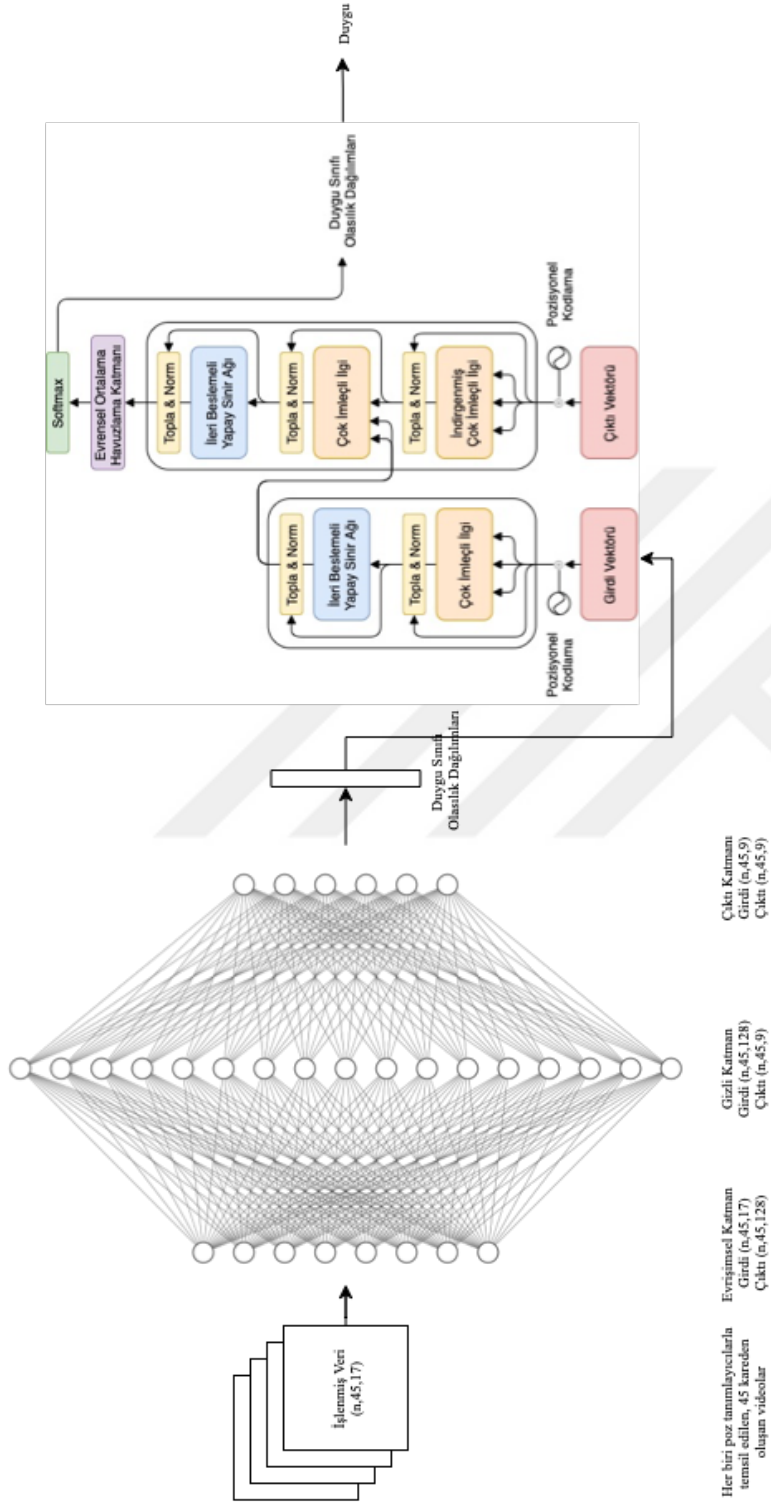 İşlenmiş Veri
(n,45,17)
Her biri poz tanımlayıcılarla
temsil edilen, 45 kareden
oluşan videolar
Evrişimsel Katman
Girdi (n,45,17)
Çıktı (n,45,128)
Gizli Katman
Girdi (n,45,128)
Çıktı (n,45,9)
Çıktı Katmanı
Girdi (n,45,9)
Çıktı (n,45,9)
Duygu Sınıfı
Olasılık Dağılımları
Topla & Norm
İleri Beslemeli
Yapay Sinir Ağı
Topla & Norm
Çok İmleçli İlgi
Pozisyonel
Kodlama
Girdi Vektörü
Softmax
Evrensel Ortalama
Havuzlama Katmanı
Topla & Norm
İleri Beslemeli
Yapay Sinir Ağı
Topla & Norm
Çok İmleçli İlgi
Topla & Norm
İndirgenmiş
Çok İmleçli İlgi
Pozisyonel
Kodlama
Çıktı Vektörü
Duygu Sınıfı
Olasılık Dağılımları
Duygu